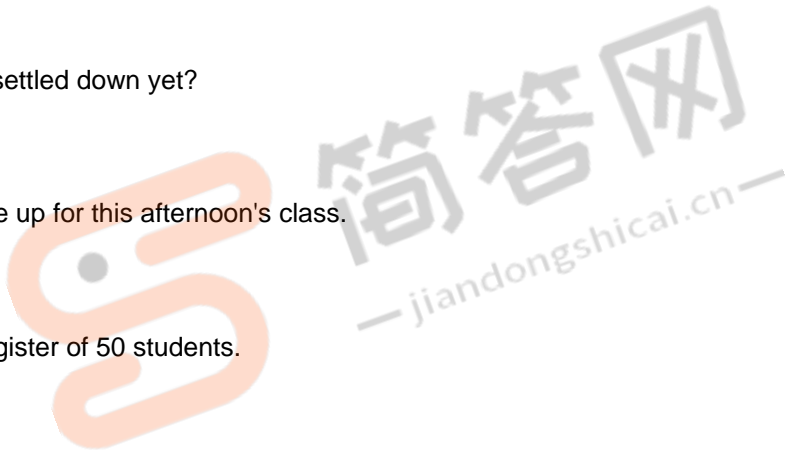 settled down yet?
简答网
e up for this afternoon's class.
jiandongshicai.cn
gister of 50 students.